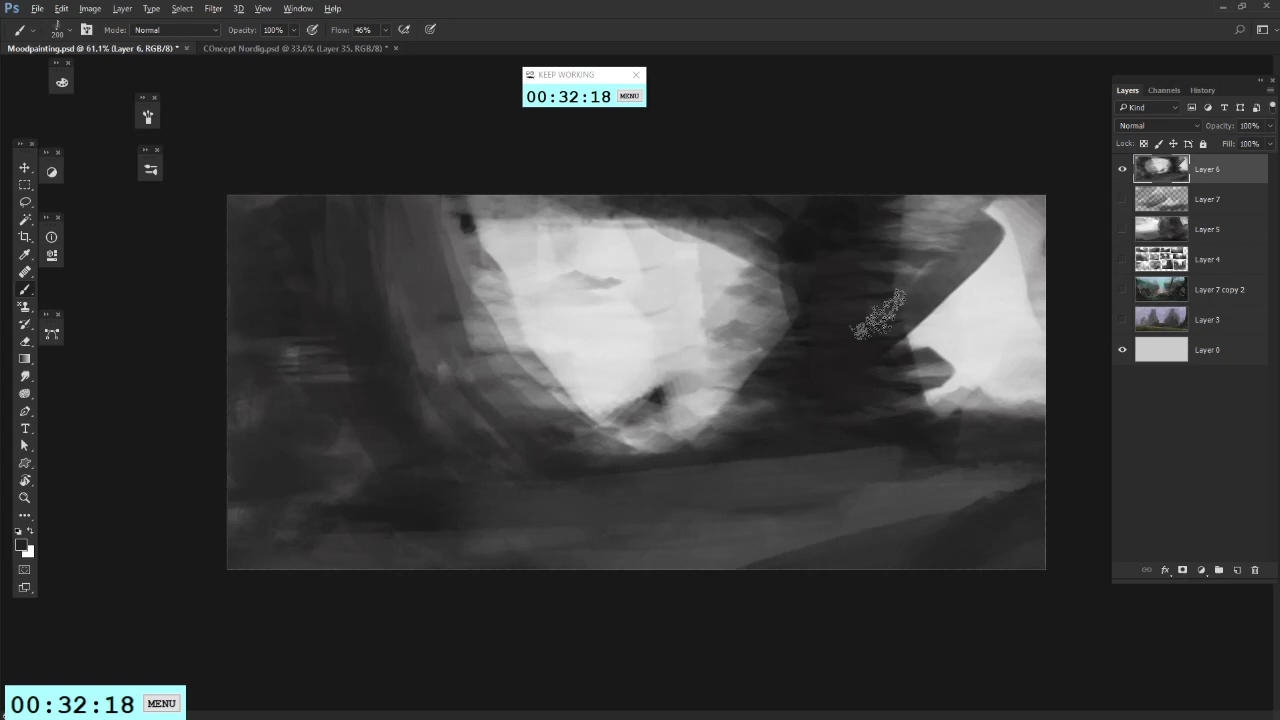 Ps File Edit Image Layer Type Select Filter 3D View Window Help
200 Mode: Normal Opacity: 100% Flow: 46%
Moodpainting.psd @ 61,1% (Layer 6, RGB/8) * × COncept Nordig.psd @ 33,6% (Layer 35, RGB/8) * ×
KEEP WORKING
00:32:18 MENU
Layers Channels History
Kind
Normal Opacity: 100%
Lock: Fill: 100%
Layer 6
Layer 7
Layer 5
Layer 4
Layer 7 copy 2
Layer 3
Layer 0
fx
00:32:18 MENU